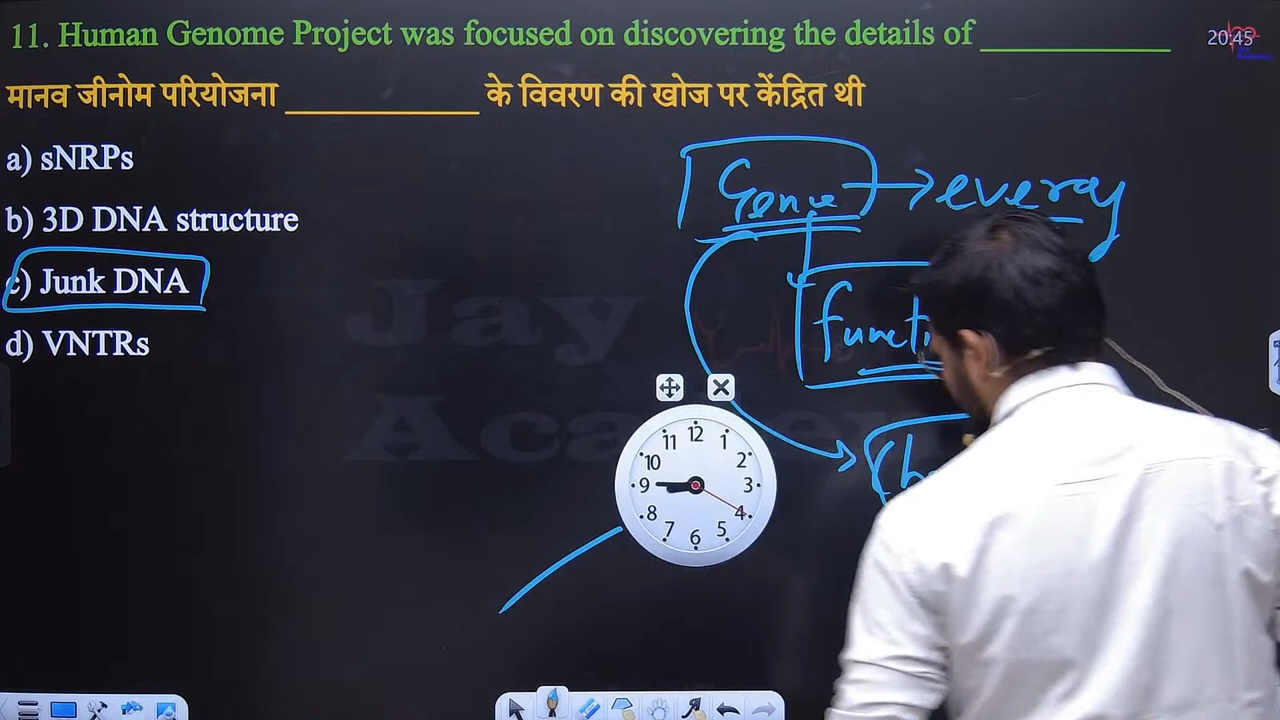 11. Human Genome Project was focused on discovering the details of ____________
20:45
मानव जीनोम परियोजना ____________ के विवरण की खोज पर केंद्रित थी
a) sNRPs
b) 3D DNA structure
c) Junk DNA
d) VNTRs
Gene → every
Jay
12 1 2 3 4 5 6 7 8 9 10 11